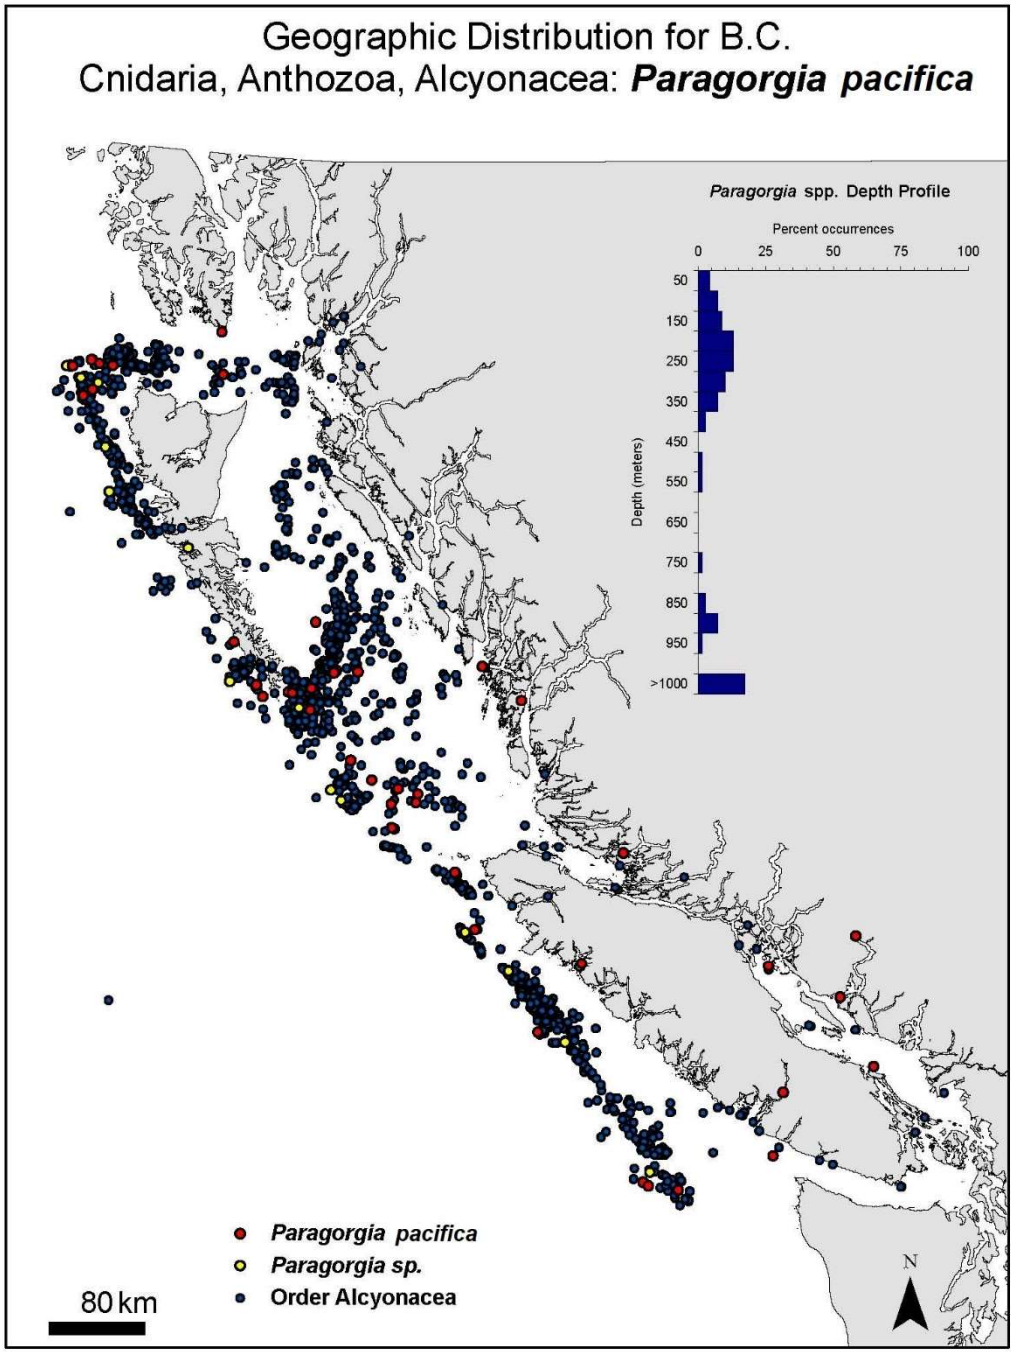 Geographic Distribution for B.C.
Cnidaria, Anthozoa, Alcyonacea: Paragorgia pacifica
Paragorgia spp. Depth Profile
Percent occurrences
0 25 50 75 100
50
150
250
350
450
550
650
750
850
950
>1000
Depth (meters)
Paragorgia pacifica
Paragorgia sp.
Order Alcyonacea
80 km
N